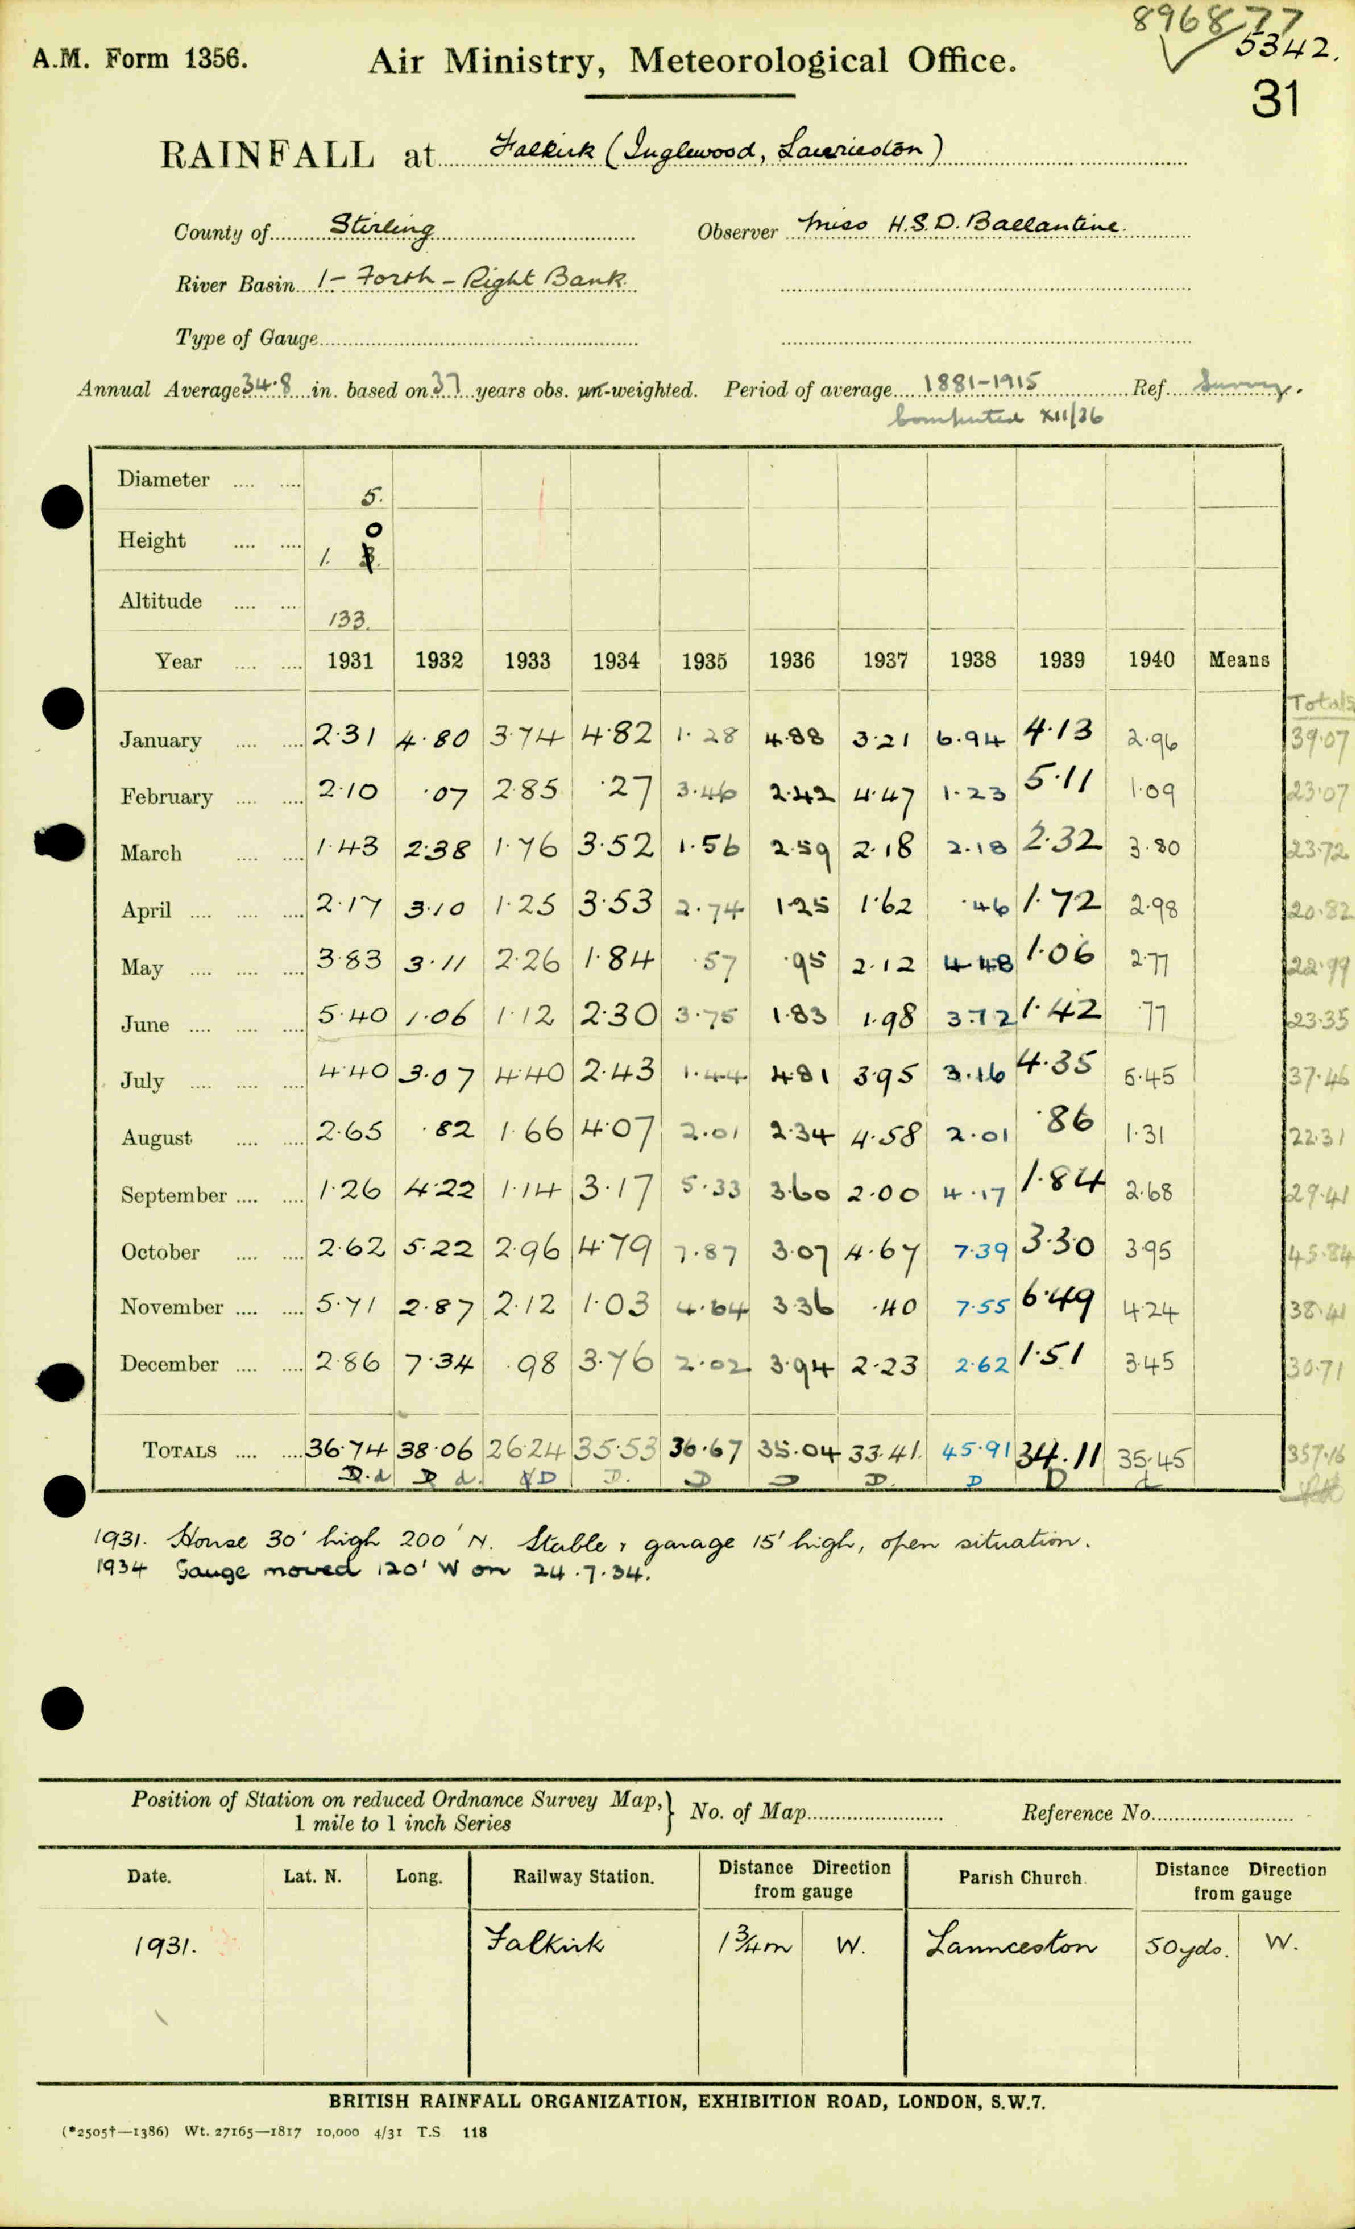 896877
5342.
A.M. Form 1356. Air Ministry, Meteorological Office.
31
RAINFALL at Falkirk (Inglewood, Laurieston)
County of Stirling Observer Miss H.S.D. Ballantine.
River Basin 1 - Forth - Right Bank.
Type of Gauge
Annual Average 34.8 in. based on 37 years obs. un-weighted. Period of average 1881-1915 Ref. Survey.
Computed XII/36
Diameter 5.
Height 1. 0
Altitude 133.
Year 1931 1932 1933 1934 1935 1936 1937 1938 1939 1940 Means
Totals
January 2.31 4.80 3.74 4.82 1.28 4.88 3.21 6.94 4.13 2.96 39.07
February 2.10 .07 2.85 .27 3.46 2.42 4.47 1.23 5.11 1.09 23.07
March 1.43 2.38 1.76 3.52 1.56 2.59 2.18 2.18 2.32 3.80 23.72
April 2.17 3.10 1.25 3.53 2.74 1.25 1.62 .46 1.72 2.98 20.82
May 3.83 3.11 2.26 1.84 .57 .95 2.12 4.48 1.06 2.77 22.99
June 5.40 1.06 1.12 2.30 3.75 1.83 1.98 3.72 1.42 .77 23.35
July 4.40 3.07 4.40 2.43 1.44 4.81 3.95 3.16 4.35 5.45 37.46
August 2.65 .82 1.66 4.07 2.01 2.34 4.58 2.01 .86 1.31 22.31
September 1.26 4.22 1.14 3.17 5.33 3.60 2.00 4.17 1.84 2.68 29.41
October 2.62 5.22 2.96 4.79 7.87 3.07 4.67 7.39 3.30 3.95 45.84
November 5.71 2.87 2.12 1.03 4.64 3.36 .40 7.55 6.49 4.24 38.41
December 2.86 7.34 .98 3.76 2.02 3.94 2.23 2.62 1.51 3.45 30.71
TOTALS 36.74 38.06 26.24 35.53 36.67 35.04 33.41 45.91 34.11 35.45 357.16
D.d D d. D D. D D D. D D d
1931. House 30' high 200' N. Stable & garage 15' high, open situation.
1934 Gauge moved 120' W on 24.7.34.
Position of Station on reduced Ordnance Survey Map, 1 mile to 1 inch Series } No. of Map Reference No.
Date. Lat. N. Long. Railway Station. Distance Direction from gauge Parish Church. Distance Direction from gauge
1931. Falkirk 1 3/4 m W. Launceston 50 yds. W.
BRITISH RAINFALL ORGANIZATION, EXHIBITION ROAD, LONDON, S.W.7.
(*2505†—1386) Wt. 27165—1817 10,000 4/31 T.S. 118